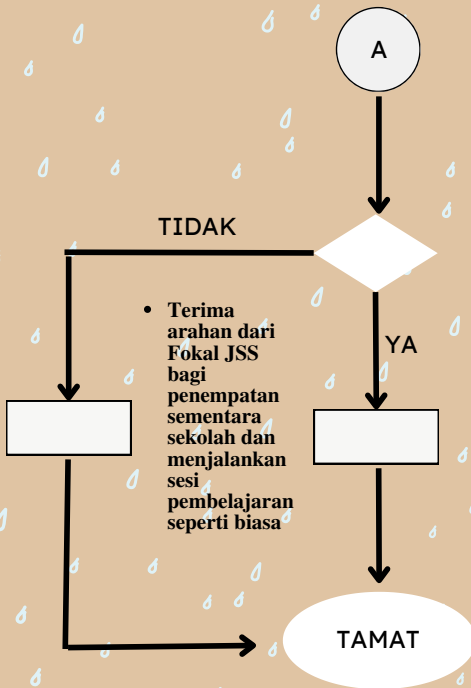 A
TIDAK
• Terima
arahan dari
Fokal JSS
bagi
penempatan
sementara
sekolah dan
menjalankan
sesi
pembelajaran
seperti biasa
YA
TAMAT